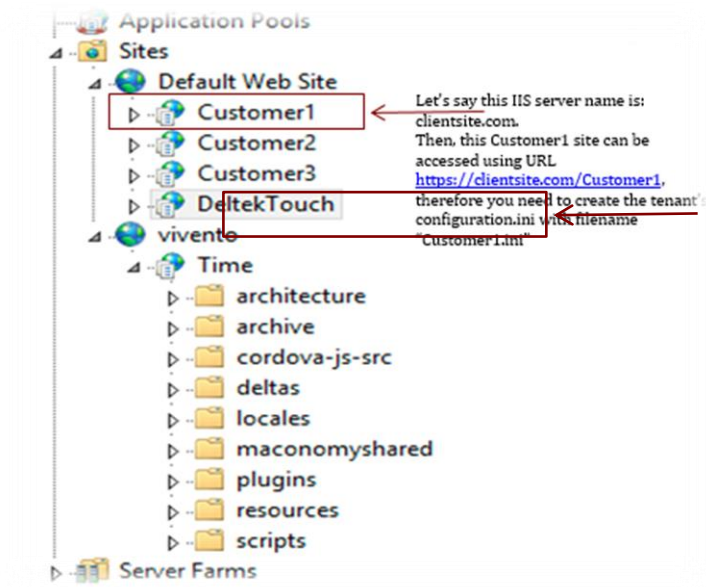 Application Pools
Sites
Default Web Site
Customer1
Customer2
Customer3
DeltekTouch
Let's say this IIS server name is:
clientsite.com.
Then, this Customer1 site can be
accessed using URL
https://clientsite.com/Customer1,
therefore you need to create the tenant's
configuration.ini with filename
"Customer1.ini"
vivento
Time
architecture
archive
cordova-js-src
deltas
locales
maconomyshared
plugins
resources
scripts
Server Farms